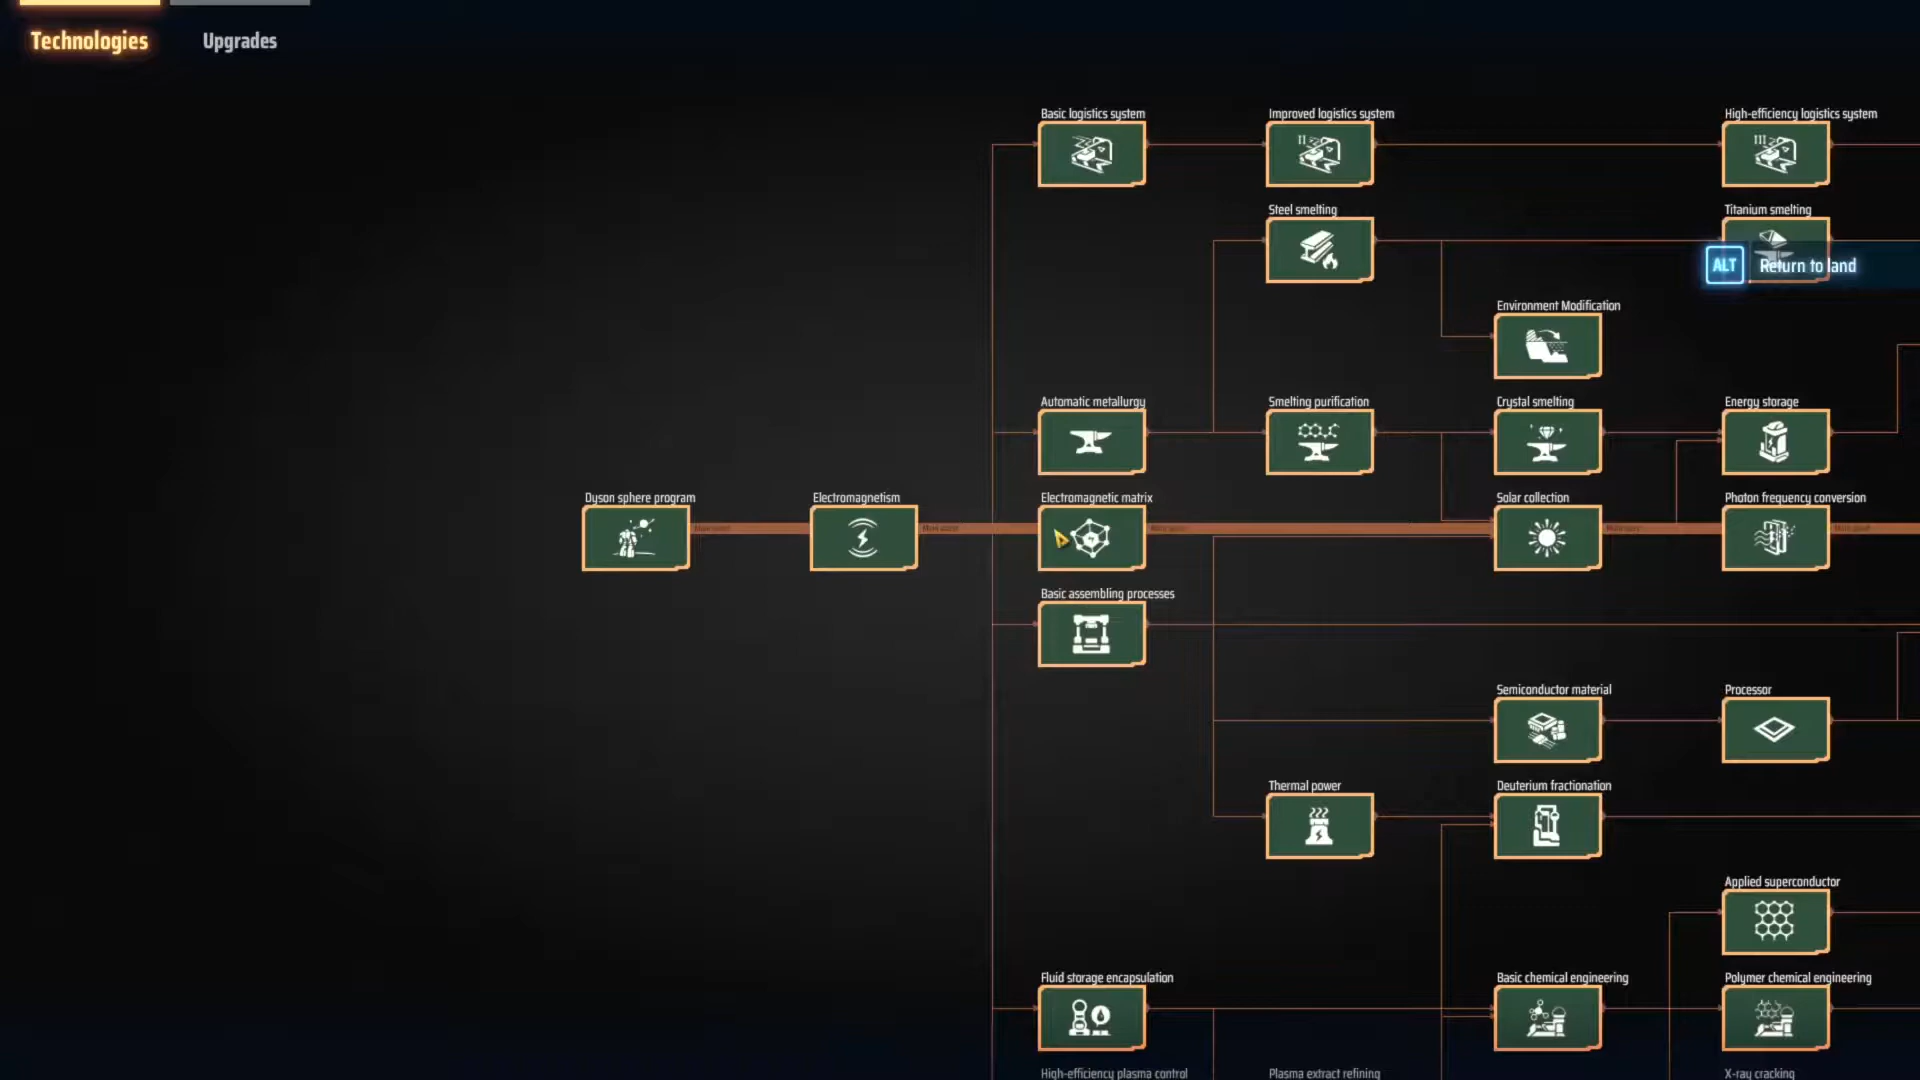 Technologies
Upgrades
Basic logistics system
Improved logistics system
High-efficiency logistics system
Steel smelting
Titanium smelting
ALT
Return to land
Environment Modification
Automatic metallurgy
Smelting purification
Crystal smelting
Energy storage
Dyson sphere program
Electromagnetism
Electromagnetic matrix
Solar collection
Photon frequency conversion
Basic assembling processes
Semiconductor material
Processor
Thermal power
Deuterium fractionation
Applied superconductor
Fluid storage encapsulation
Basic chemical engineering
Polymer chemical engineering
High-efficiency plasma control
Plasma extract refining
X-ray cracking